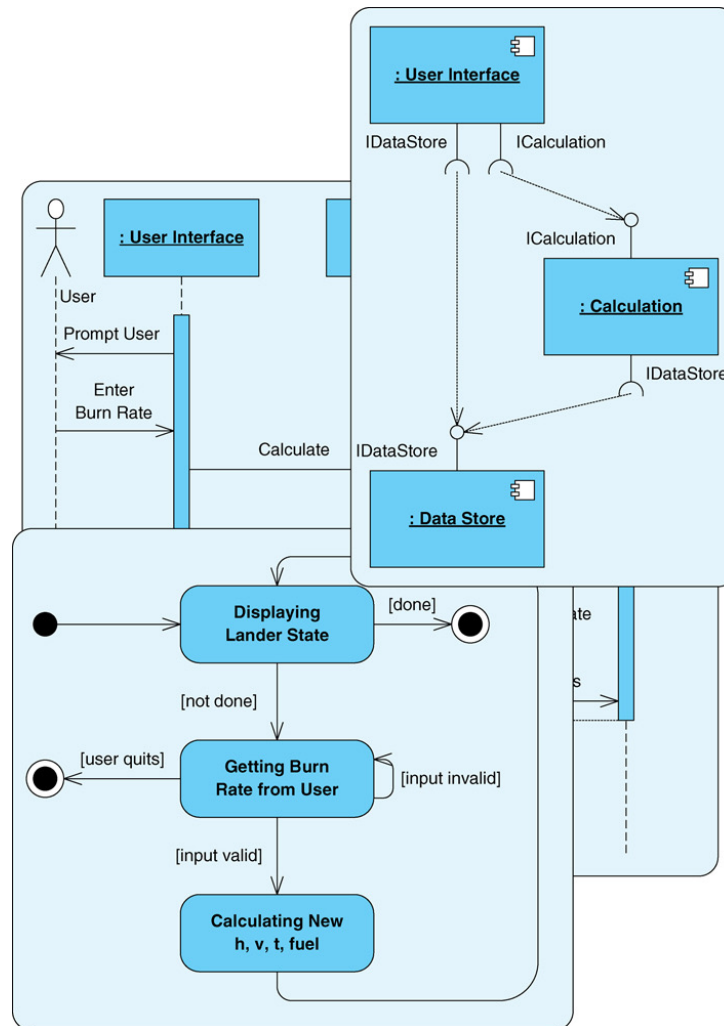 : User Interface
IDataStore
ICalculation
ICalculation
: Calculation
IDataStore
IDataStore
: Data Store
: User Interface
User
Prompt User
Enter
Burn Rate
Calculate
Displaying
Lander State
[done]
[not done]
[user quits]
Getting Burn
Rate from User
[input invalid]
[input valid]
Calculating New
h, v, t, fuel